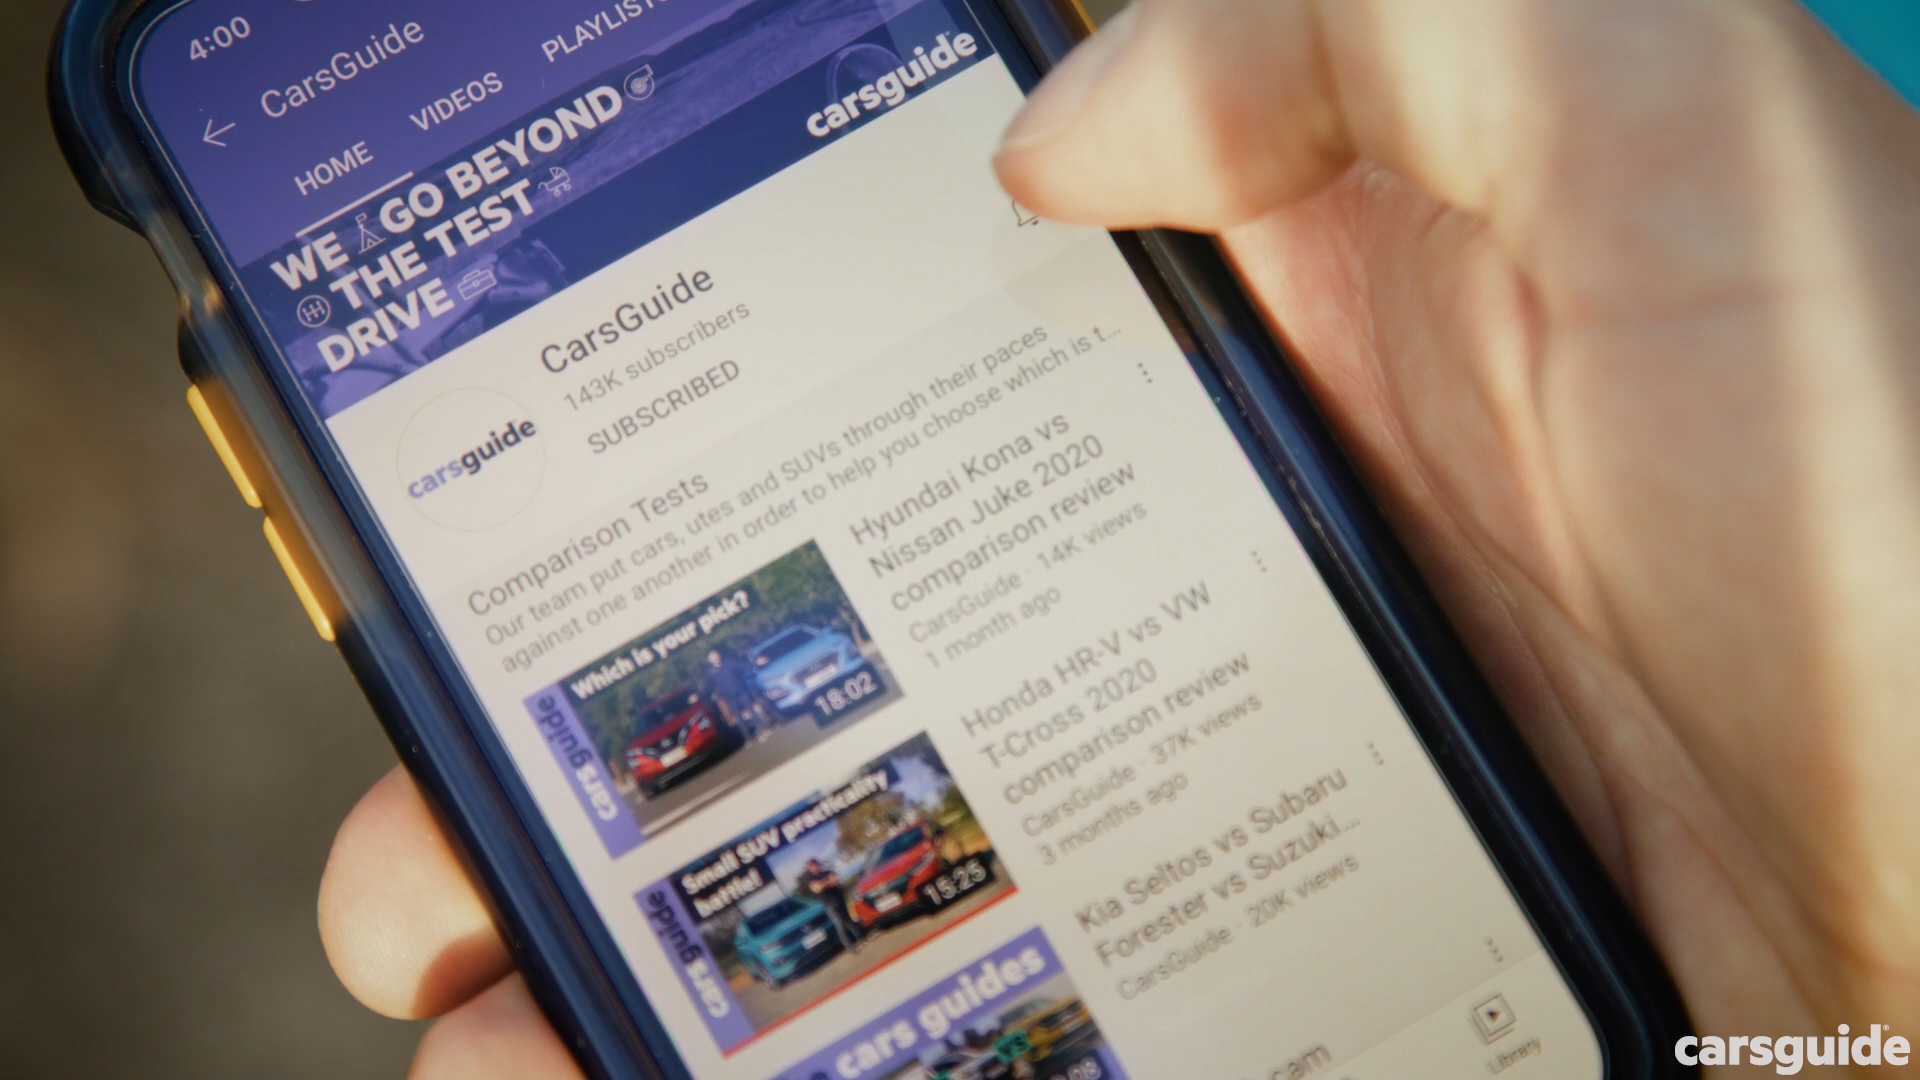 4:00
CarsGuide
HOME
VIDEOS
PLAYLISTS
WE GO BEYOND
THE TEST
DRIVE
carsguide
carsguide
CarsGuide
143K subscribers
SUBSCRIBED
Comparison Tests
Our team put cars, utes and SUVs through their paces
against one another in order to help you choose which is t...
Which is your pick?
carsguide
18:02
Hyundai Kona vs
Nissan Juke 2020
comparison review
CarsGuide · 14K views
1 month ago
Small SUV practicality
battle!
carsguide
15:25
Honda HR-V vs VW
T-Cross 2020
comparison review
CarsGuide · 37K views
3 months ago
cars guides
VS
Kia Seltos vs Subaru
Forester vs Suzuki...
CarsGuide · 20K views
Library
carsguide